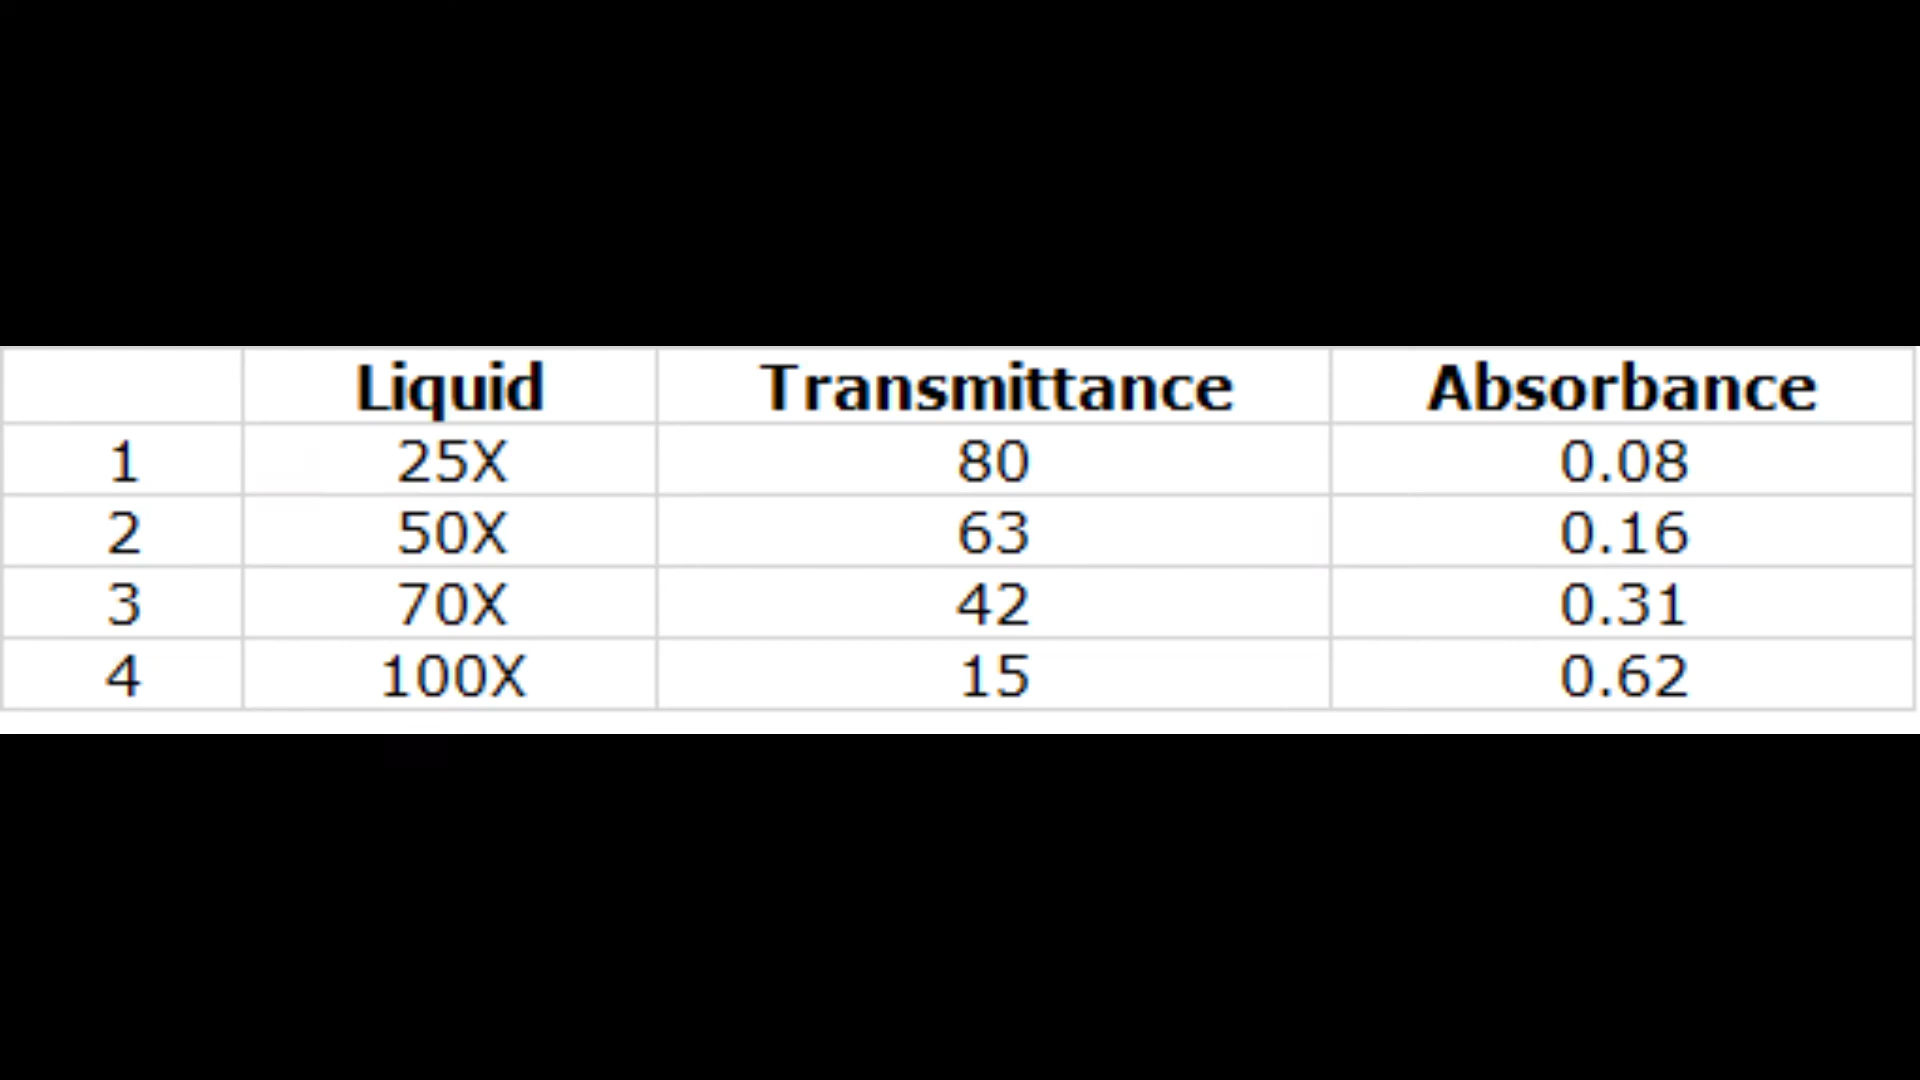 Liquid Transmittance Absorbance
1 25X 80 0.08
2 50X 63 0.16
3 70X 42 0.31
4 100X 15 0.62